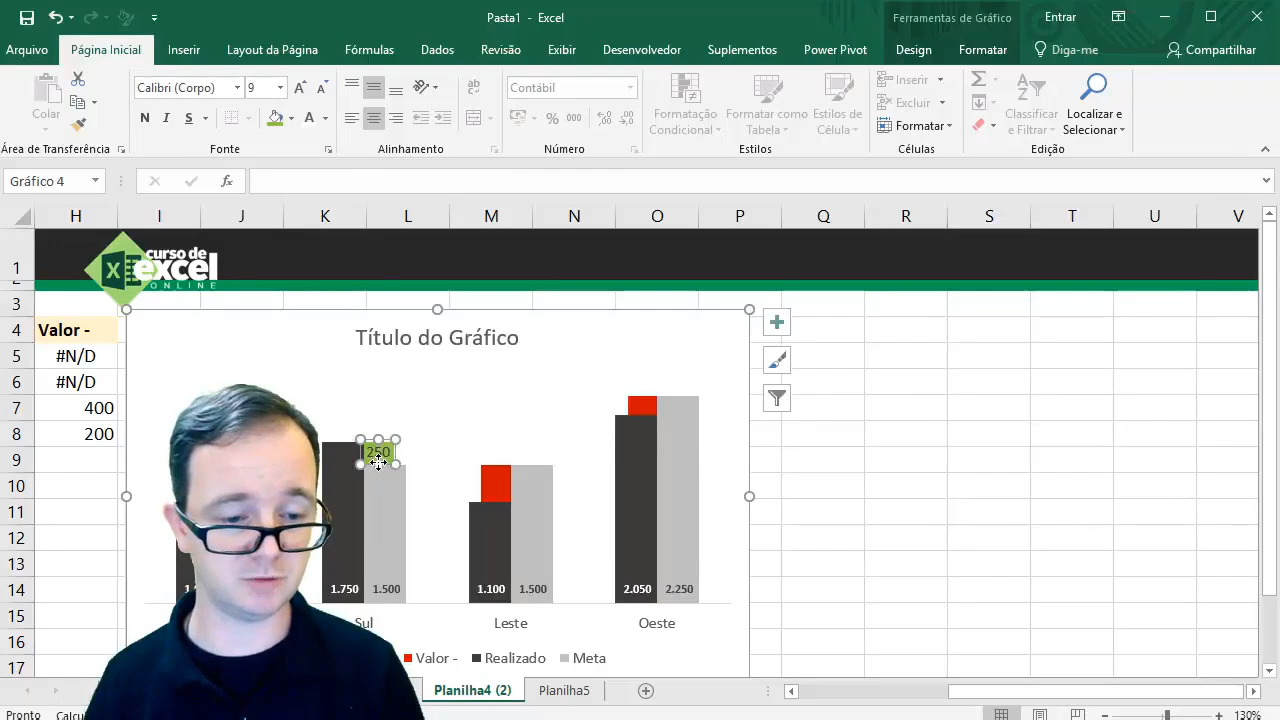 Pasta1 - Excel
Ferramentas de Gráfico
Entrar
Arquivo Página Inicial Inserir Layout da Página Fórmulas Dados Revisão Exibir Desenvolvedor Suplementos Power Pivot Design Formatar Diga-me Compartilhar
Colar
Área de Transferência
Calibri (Corpo) 9
N I S
Fonte
ab
Alinhamento
Contábil
% 000
Número
Formatação Condicional
Formatar como Tabela
Estilos de Célula
Estilos
Inserir
Excluir
Formatar
Células
Classificar e Filtrar
Localizar e Selecionar
Edição
Gráfico 4
fx
H I J K L M N O P Q R S T U V
1
curso de
excel
ONLINE
3
4 Valor -
5 #N/D
6 #N/D
7 400
8 200
9
10
11
12
13
14
15
16
17
Título do Gráfico
250
1.750 1.500 1.100 1.500 2.050 2.250
Sul Leste Oeste
Valor - Realizado Meta
Planilha4 (2) Planilha5
Pronto
130%